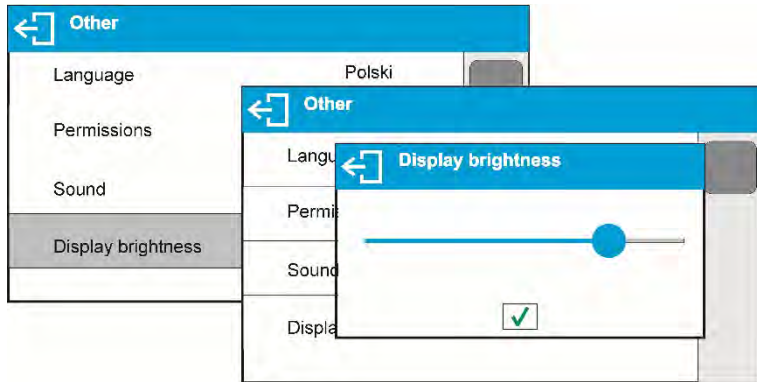 Other
Language Polski
Permissions
Sound
Display brightness
Other
Langu
Permi
Sound
Displa
Display brightness